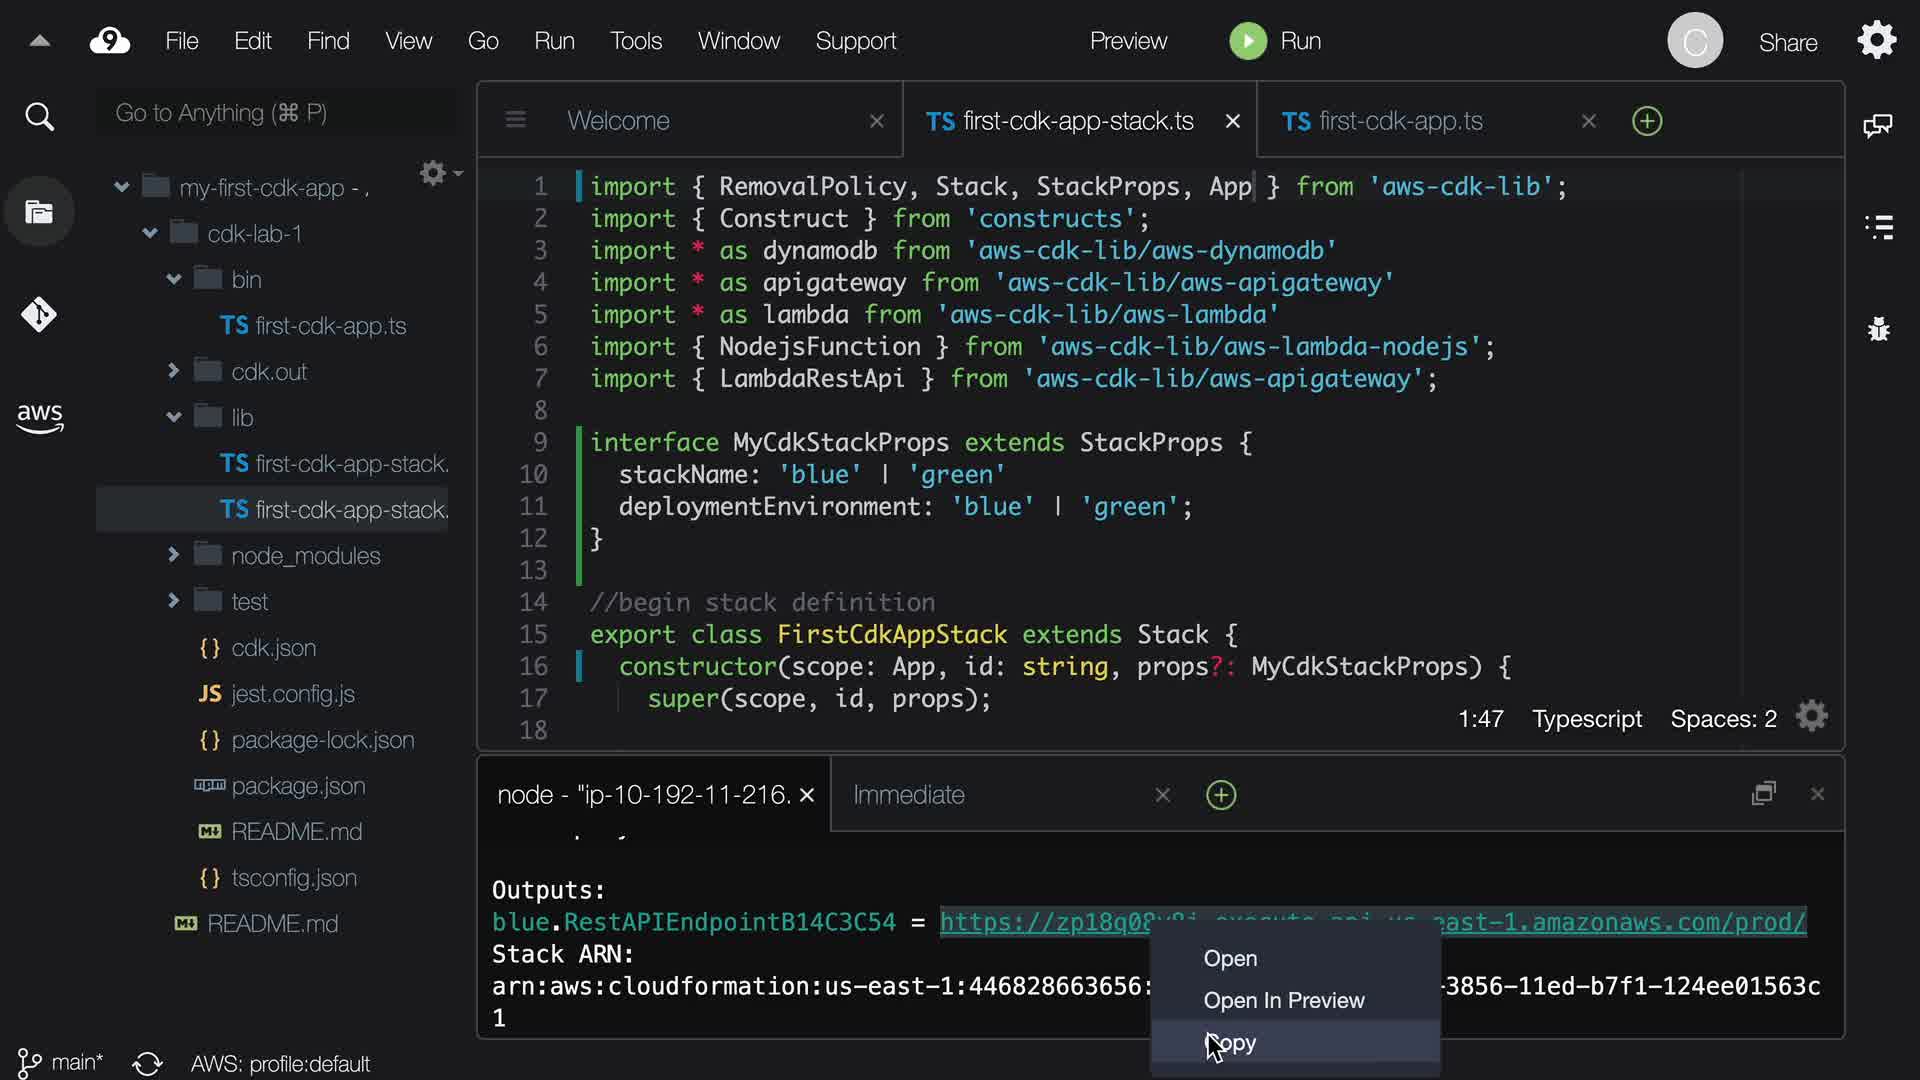 9 File Edit Find View Go Run Tools Window Support Preview Run C Share
Go to Anything (⌘ P)
my-first-cdk-app - .
cdk-lab-1
bin
TS first-cdk-app.ts
cdk.out
lib
TS first-cdk-app-stack.
TS first-cdk-app-stack.
node_modules
test
{} cdk.json
JS jest.config.js
{} package-lock.json
npm package.json
M README.md
{} tsconfig.json
M README.md
aws
Welcome
TS first-cdk-app-stack.ts
TS first-cdk-app.ts
1 import { RemovalPolicy, Stack, StackProps, App } from 'aws-cdk-lib';
2 import { Construct } from 'constructs';
3 import * as dynamodb from 'aws-cdk-lib/aws-dynamodb'
4 import * as apigateway from 'aws-cdk-lib/aws-apigateway'
5 import * as lambda from 'aws-cdk-lib/aws-lambda'
6 import { NodejsFunction } from 'aws-cdk-lib/aws-lambda-nodejs';
7 import { LambdaRestApi } from 'aws-cdk-lib/aws-apigateway';
8
9 interface MyCdkStackProps extends StackProps {
10 stackName: 'blue' | 'green'
11 deploymentEnvironment: 'blue' | 'green';
12 }
13
14 //begin stack definition
15 export class FirstCdkAppStack extends Stack {
16 constructor(scope: App, id: string, props?: MyCdkStackProps) {
17 super(scope, id, props);
18
1:47 Typescript Spaces: 2
node - "ip-10-192-11-216.
Immediate
Outputs:
blue.RestAPIEndpointB14C3C54 = https://zp18q08 east-1.amazonaws.com/prod/
Stack ARN:
arn:aws:cloudformation:us-east-1:446828663656: -3856-11ed-b7f1-124ee01563c
1
Open
Open In Preview
Copy
main* AWS: profile:default